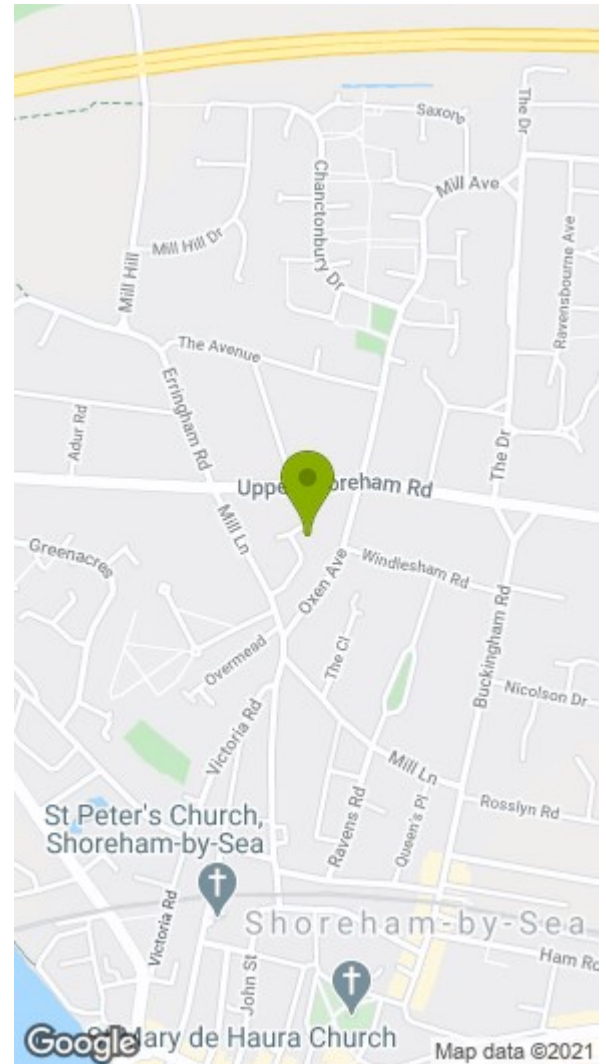 Saxon
The Dr
Mill Ave
Chanctonbury Dr
Ravensbourne Ave
Mill Hill Dr
Mill Hill
The Avenue
Erringham Rd
Adur Rd
The Dr
Upper Shoreham Rd
Mill Ln
Greenacres
Oxen Ave
Windlesham Rd
Buckingham Rd
Overmead
The Cl
Nicolson Dr
Victoria Rd
Mill Ln
Rosslyn Rd
St Peter's Church,
Shoreham-by-Sea
Ravens Rd
Queen's Pl
Victoria Rd
John St
Shoreham-by-Sea
Ham Rd
St Mary de Haura Church
Google
Map data ©2021